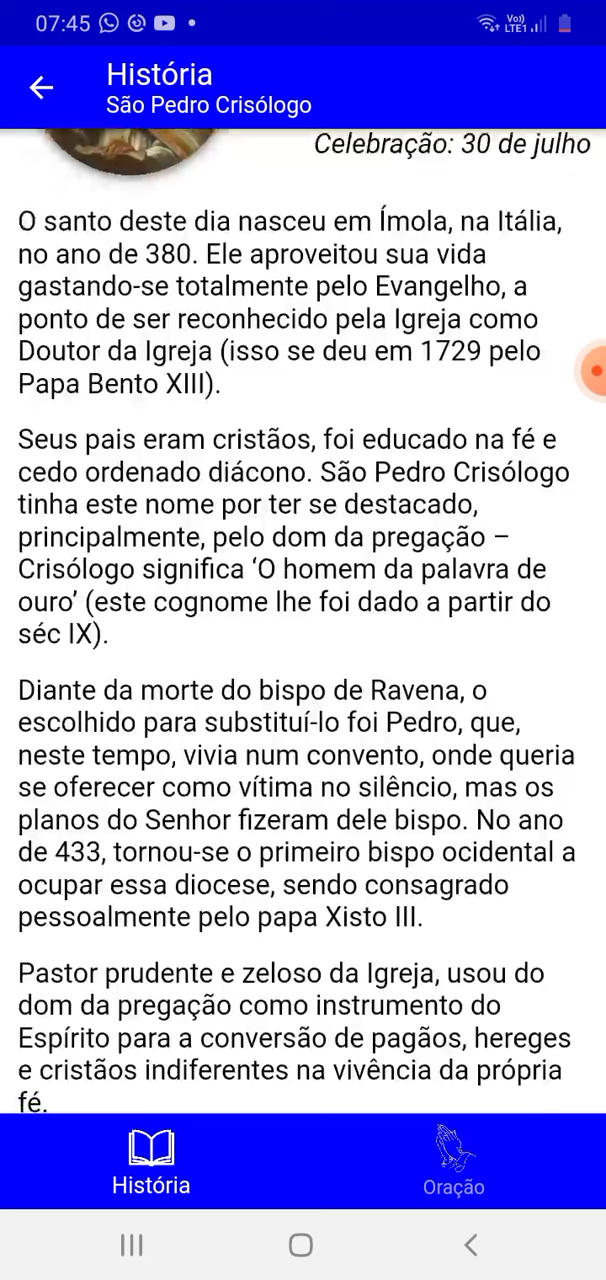 07:45
Vo)) LTE1
História
São Pedro Crisólogo
Celebração: 30 de julho
O santo deste dia nasceu em Ímola, na Itália,
no ano de 380. Ele aproveitou sua vida
gastando-se totalmente pelo Evangelho, a
ponto de ser reconhecido pela Igreja como
Doutor da Igreja (isso se deu em 1729 pelo
Papa Bento XIII).
Seus pais eram cristãos, foi educado na fé e
cedo ordenado diácono. São Pedro Crisólogo
tinha este nome por ter se destacado,
principalmente, pelo dom da pregação –
Crisólogo significa ‘O homem da palavra de
ouro’ (este cognome lhe foi dado a partir do
séc IX).
Diante da morte do bispo de Ravena, o
escolhido para substituí-lo foi Pedro, que,
neste tempo, vivia num convento, onde queria
se oferecer como vítima no silêncio, mas os
planos do Senhor fizeram dele bispo. No ano
de 433, tornou-se o primeiro bispo ocidental a
ocupar essa diocese, sendo consagrado
pessoalmente pelo papa Xisto III.
Pastor prudente e zeloso da Igreja, usou do
dom da pregação como instrumento do
Espírito para a conversão de pagãos, hereges
e cristãos indiferentes na vivência da própria
fé.
História
Oração